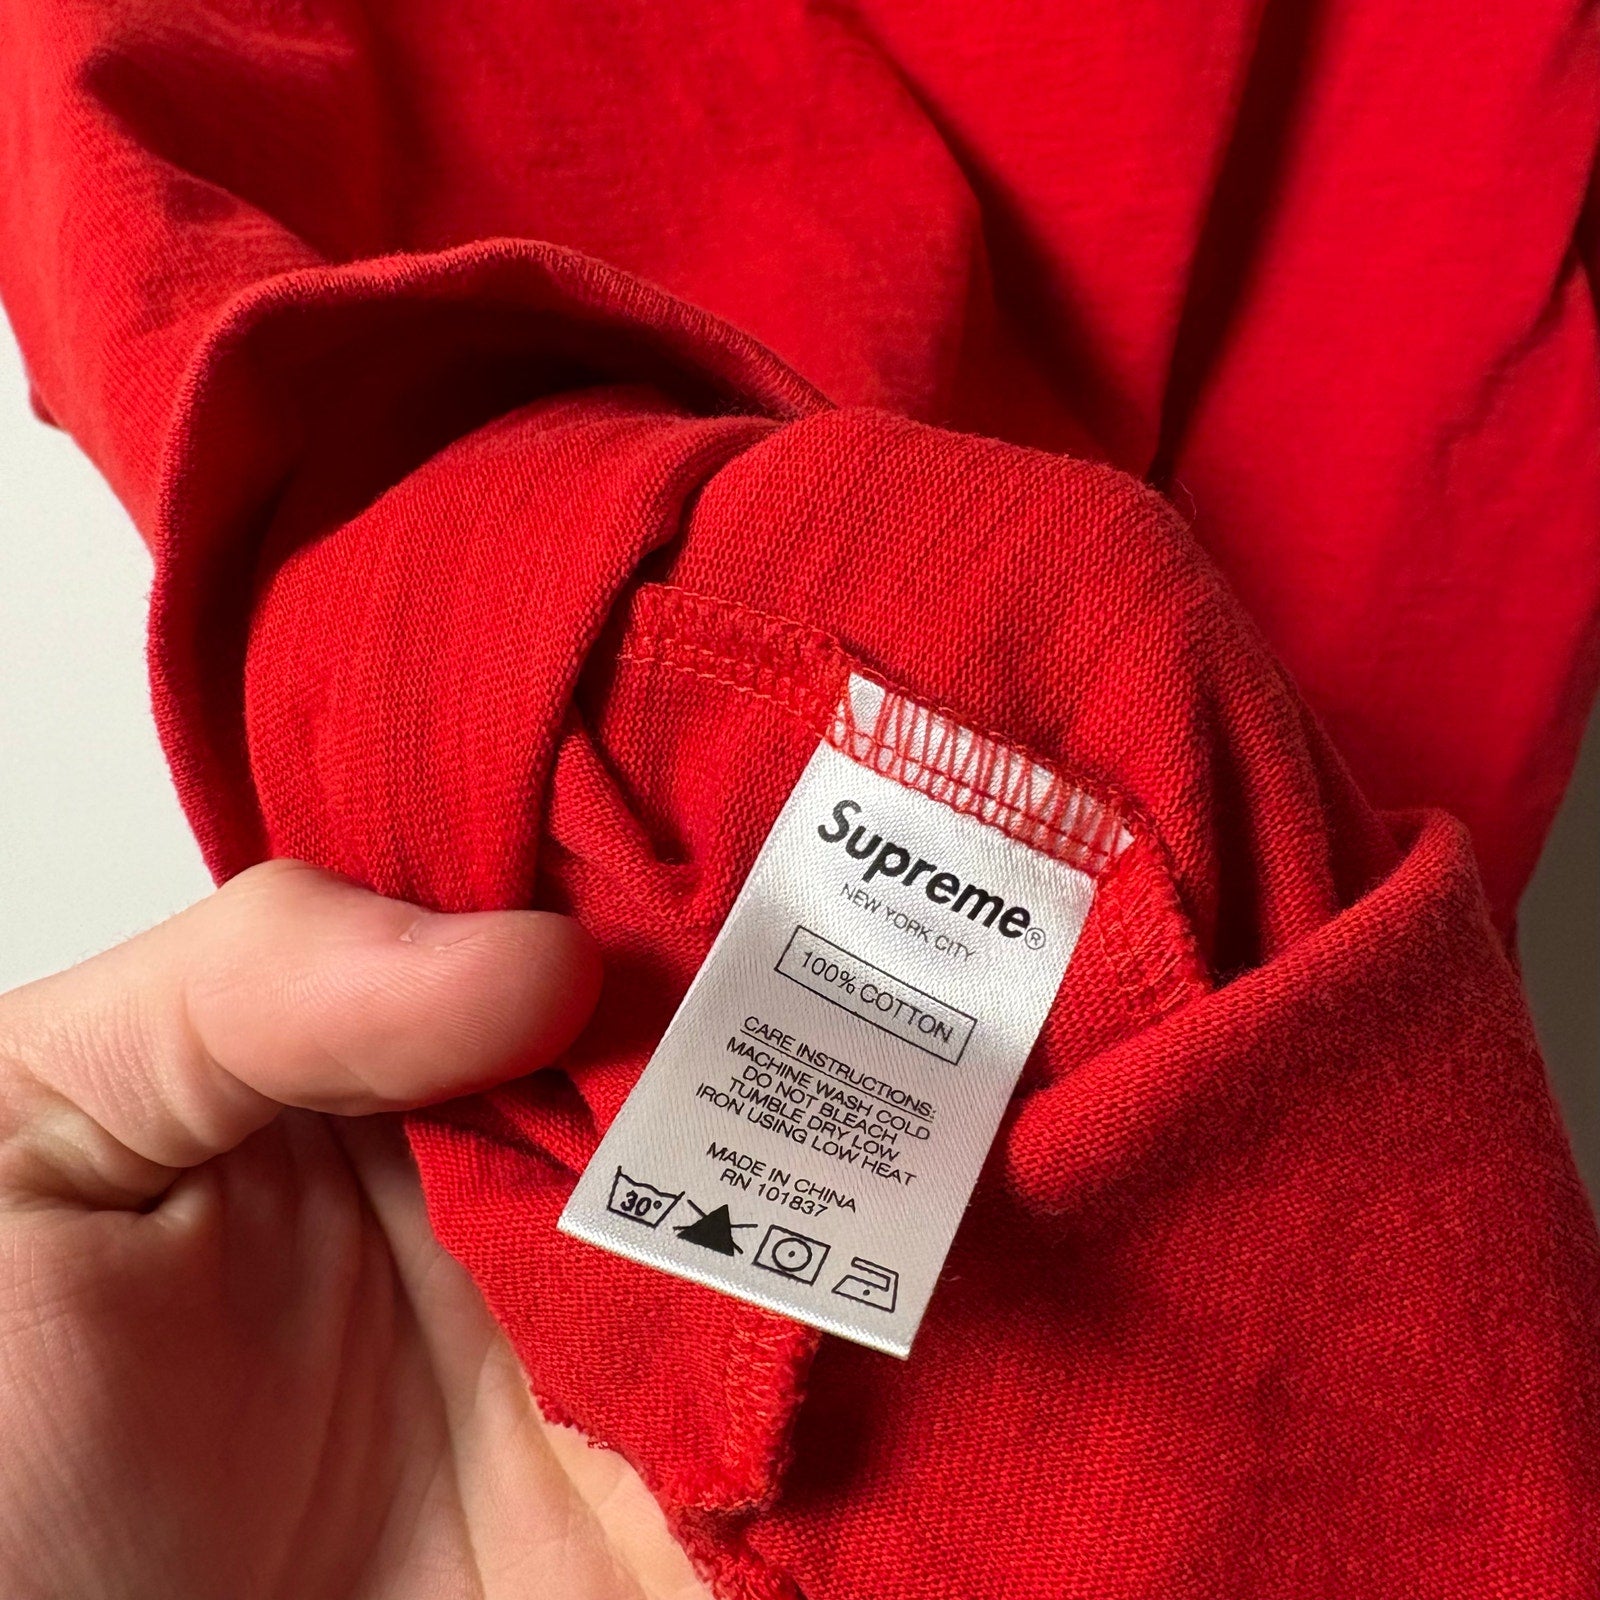 Supreme®
NEW YORK CITY
100% COTTON
CARE INSTRUCTIONS:
MACHINE WASH COLD
DO NOT BLEACH
TUMBLE DRY LOW
IRON USING LOW HEAT
MADE IN CHINA
RN 101837
30°